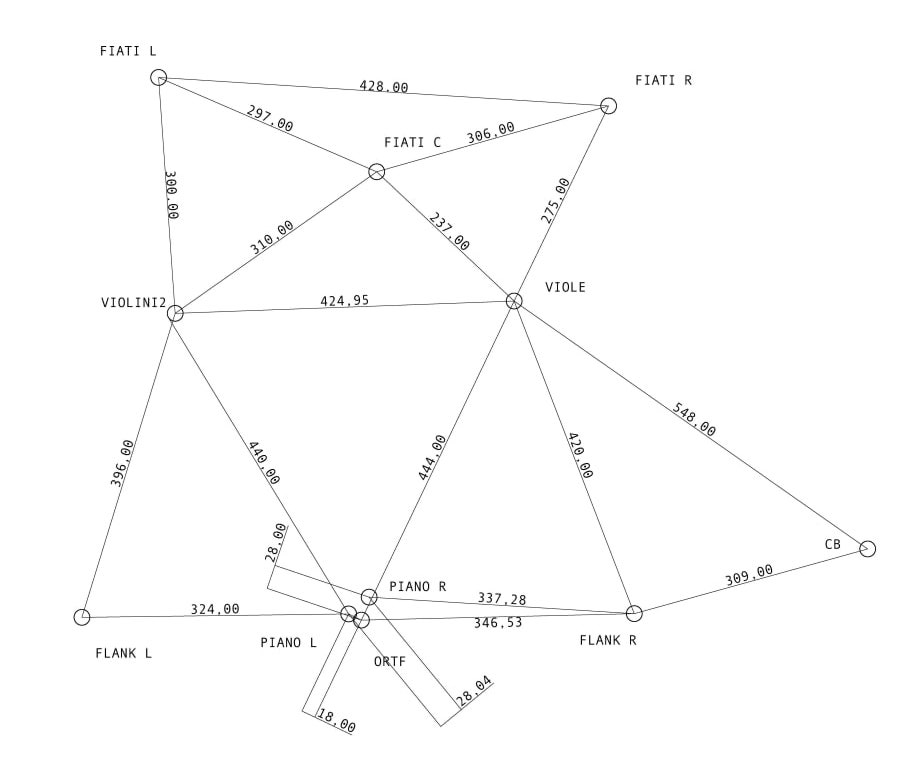 FIATI L
FIATI R
428,00
297,00
306,00
FIATI C
300,00
275,00
310,00
237,00
VIOLE
VIOLINI2
424,95
548,00
396,00
440,00
444,00
420,00
28,00
CB
309,00
PIANO R
337,28
324,00
346,53
FLANK L
PIANO L
FLANK R
ORTF
28,04
18,00